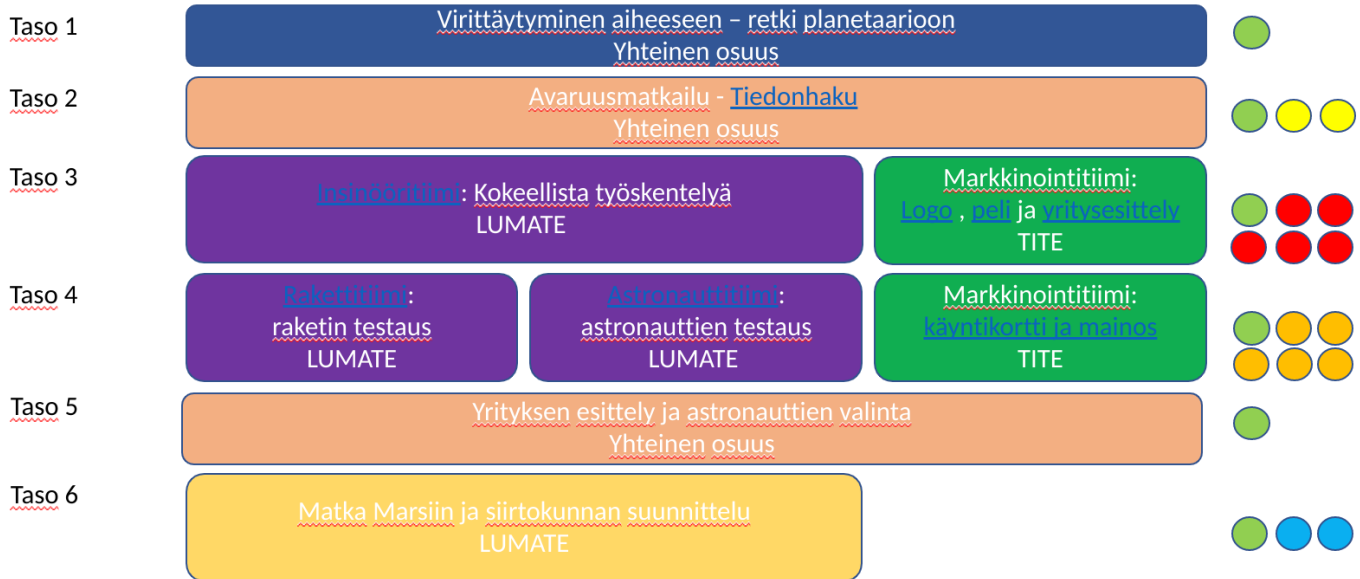 Taso 1
Virittäytyminen aiheeseen – retki planetaarioon
Yhteinen osuus
Taso 2
Avaruusmatkailu - Tiedonhaku
Yhteinen osuus
Taso 3
Insinööritiimi: Kokeellista työskentelyä
LUMATE
Markkinointitiimi:
Logo , peli ja yritysesittely
TITE
Taso 4
Rakettitiimi:
raketin testaus
LUMATE
Astronauttitiimi:
astronauttien testaus
LUMATE
Markkinointitiimi:
käyntikortti ja mainos
TITE
Taso 5
Yrityksen esittely ja astronauttien valinta
Yhteinen osuus
Taso 6
Matka Marsiin ja siirtokunnan suunnittelu
LUMATE